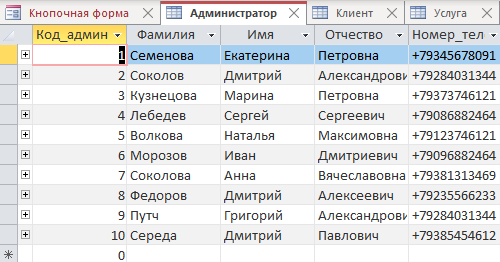 Кнопочная форма Администратор Клиент Услуга
Код_админ Фамилия Имя Отчество Номер_тел
1 Семенова Екатерина Петровна +79345678091
2 Соколов Дмитрий Александрови +79284031344
3 Кузнецова Марина Петровна +79373746121
4 Лебедев Сергей Сергеевич +79086882464
5 Волкова Наталья Максимовна +79123746121
6 Морозов Иван Дмитриевич +79096882464
7 Соколова Анна Вячеславовна +79381313469
8 Федоров Дмитрий Алексеевич +79235566233
9 Путч Григорий Александрови +79284031344
10 Середа Дмитрий Павлович +79385454612
0